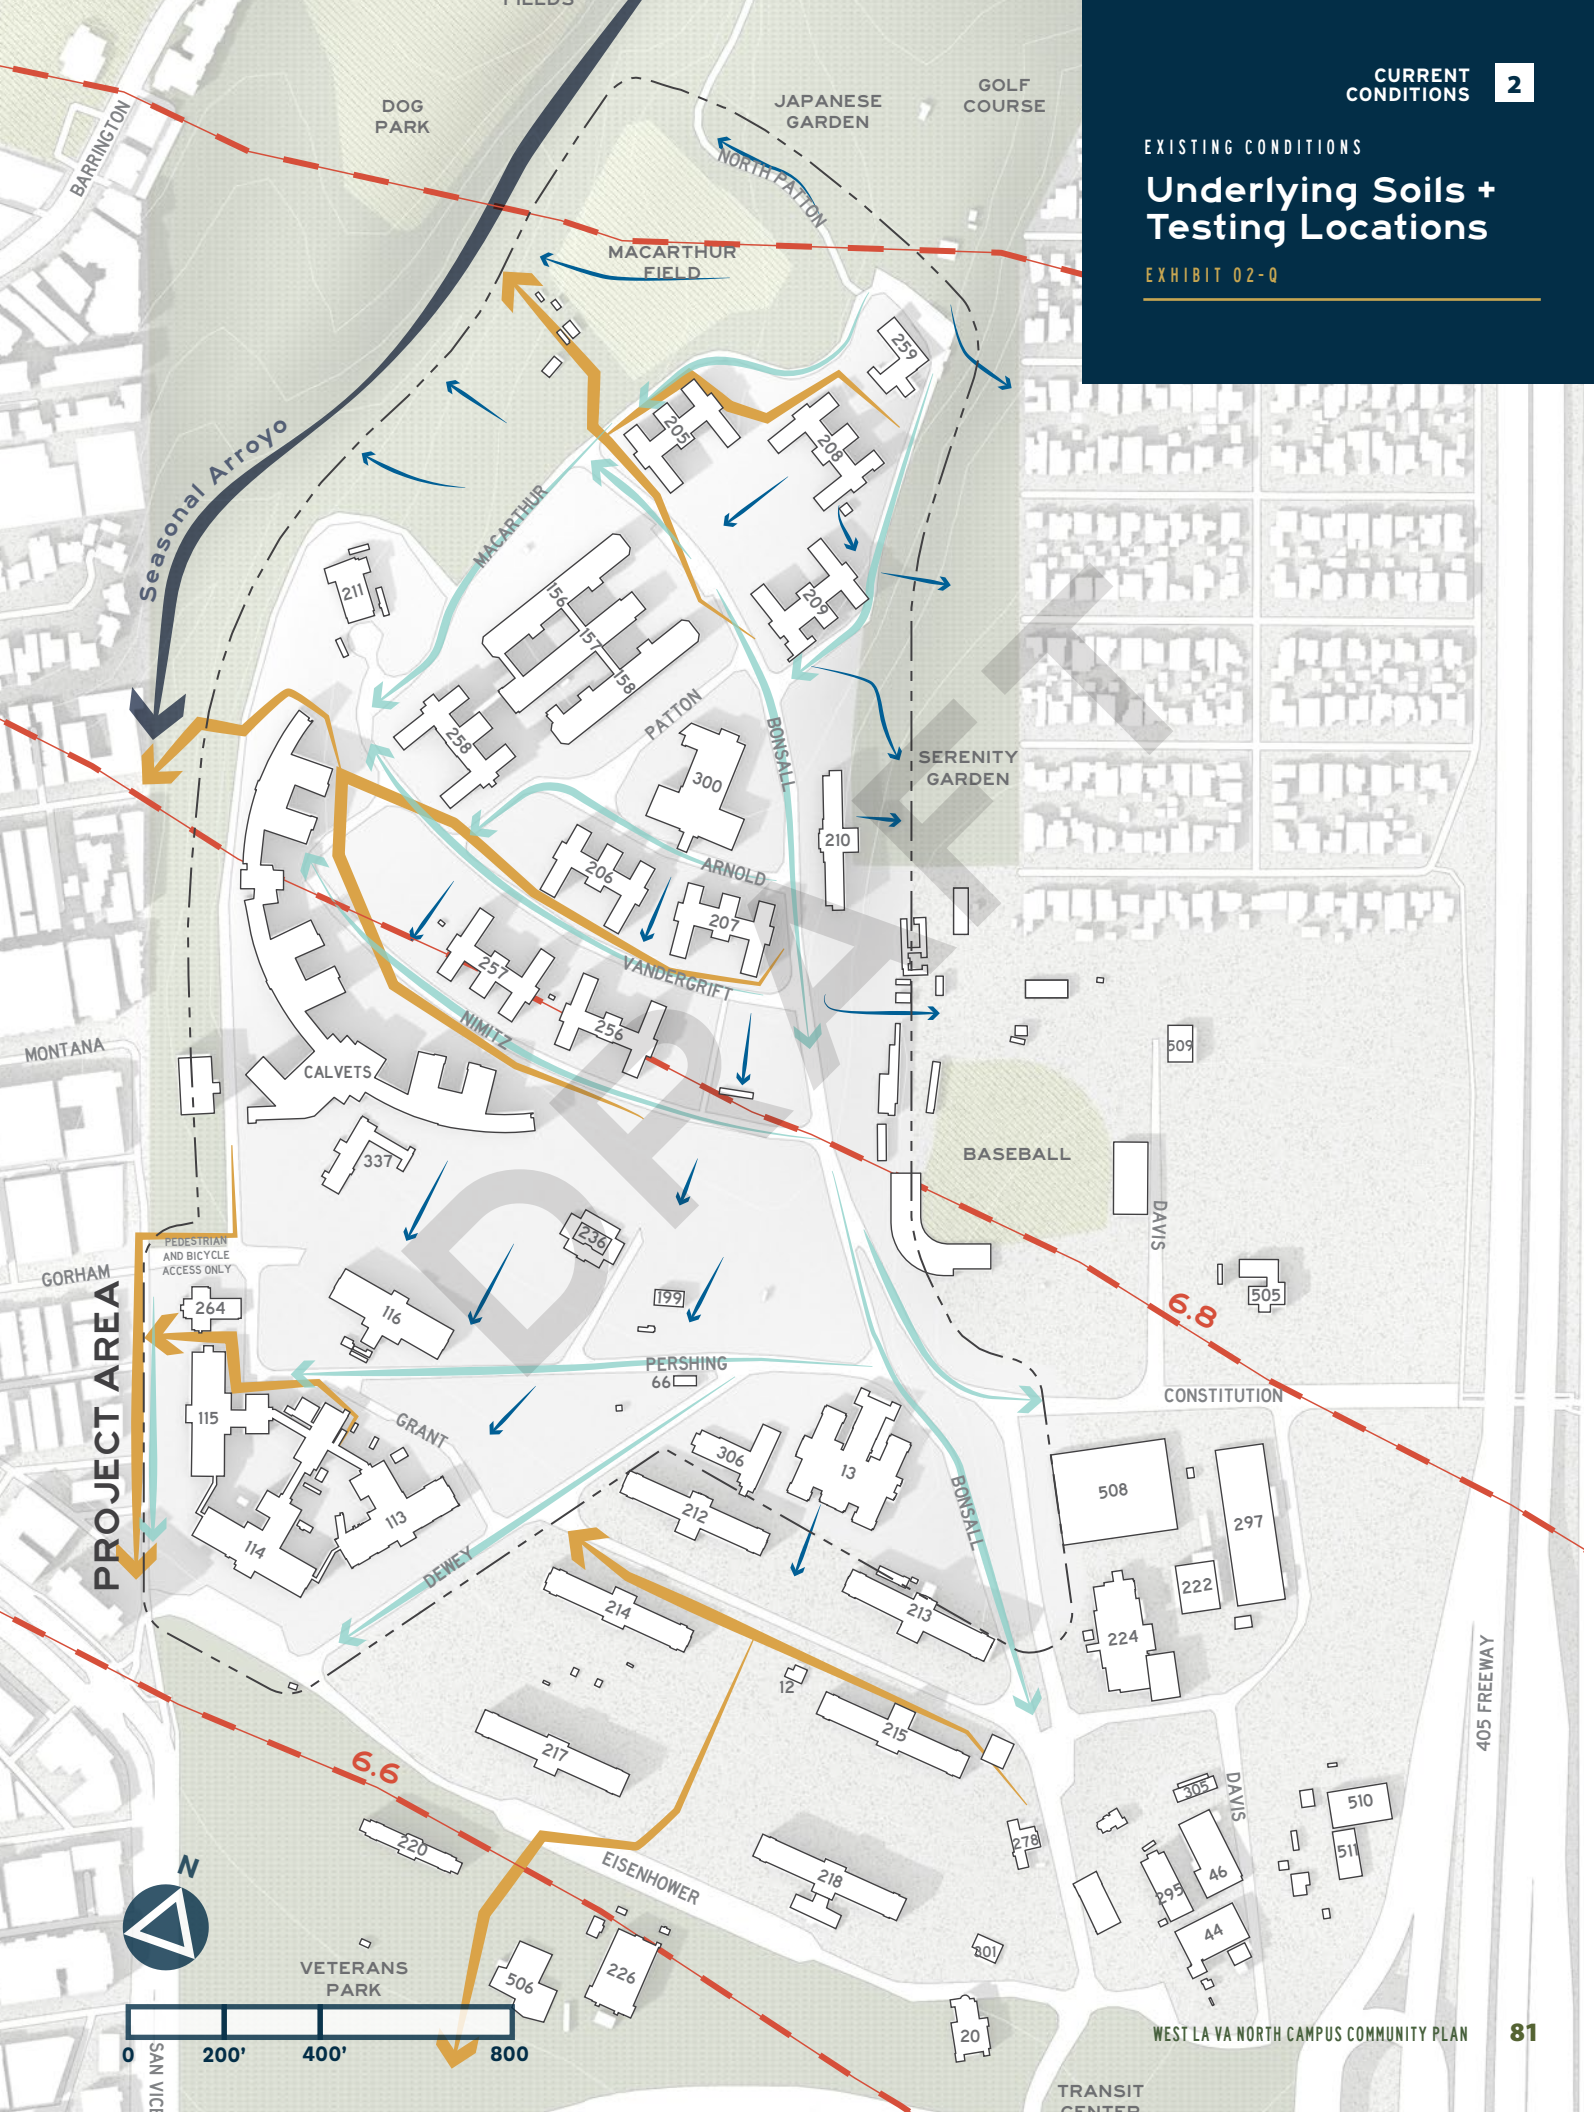 FIELDS
CURRENT
CONDITIONS
2
EXISTING CONDITIONS
Underlying Soils +
Testing Locations
EXHIBIT 02-Q
GOLF
COURSE
JAPANESE
GARDEN
DOG
PARK
BARRINGTON
NORTH PATTON
MACARTHUR
FIELD
259
205
208
Seasonal Arroyo
MACARTHUR
211
156
157
158
209
PATTON
BONSALL
258
300
SERENITY
GARDEN
210
ARNOLD
206
207
VANDERGRIFT
257
256
NIMITZ
MONTANA
CALVETS
509
337
BASEBALL
DAVIS
236
PEDESTRIAN
AND BICYCLE
ACCESS ONLY
GORHAM
PROJECT AREA
264
116
199
505
6.8
PERSHING
66
CONSTITUTION
115
GRANT
306
13
508
297
BONSALL
212
113
114
DEWEY
214
213
222
224
12
215
405 FREEWAY
217
6.6
305
DAVIS
510
220
278
511
EISENHOWER
218
46
295
44
N
VETERANS
PARK
506
226
301
20
0
200'
400'
800
SAN VICE
WEST LA VA NORTH CAMPUS COMMUNITY PLAN
81
TRANSIT
CENTER
DRAFT